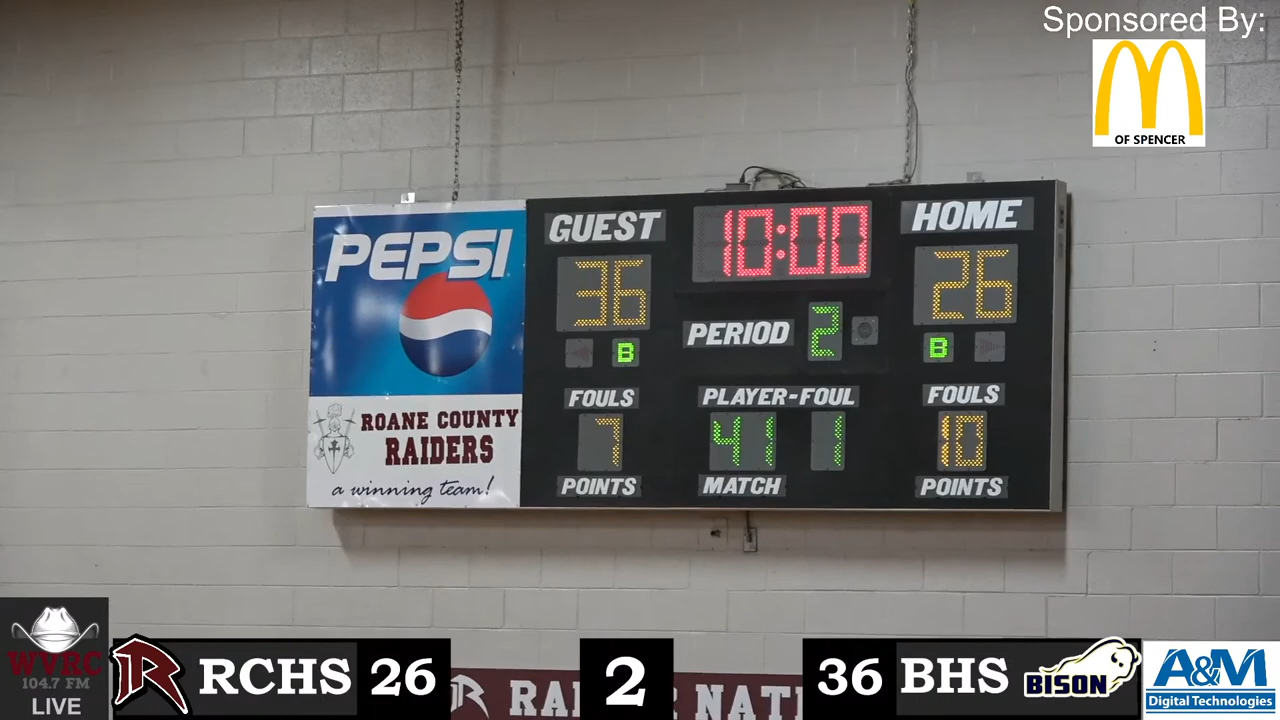 Sponsored By:
M
OF SPENCER
PEPSI
ROANE COUNTY
RAIDERS
a winning team!
GUEST
10:00
HOME
36
26
PERIOD 2
B
B
FOULS
PLAYER-FOUL
FOULS
7
41 1
10
POINTS
MATCH
POINTS
WVRC
104.7 FM
LIVE
R RCHS 26
2
36 BHS BISON
A&M
Digital Technologies
R RAI
R NATI